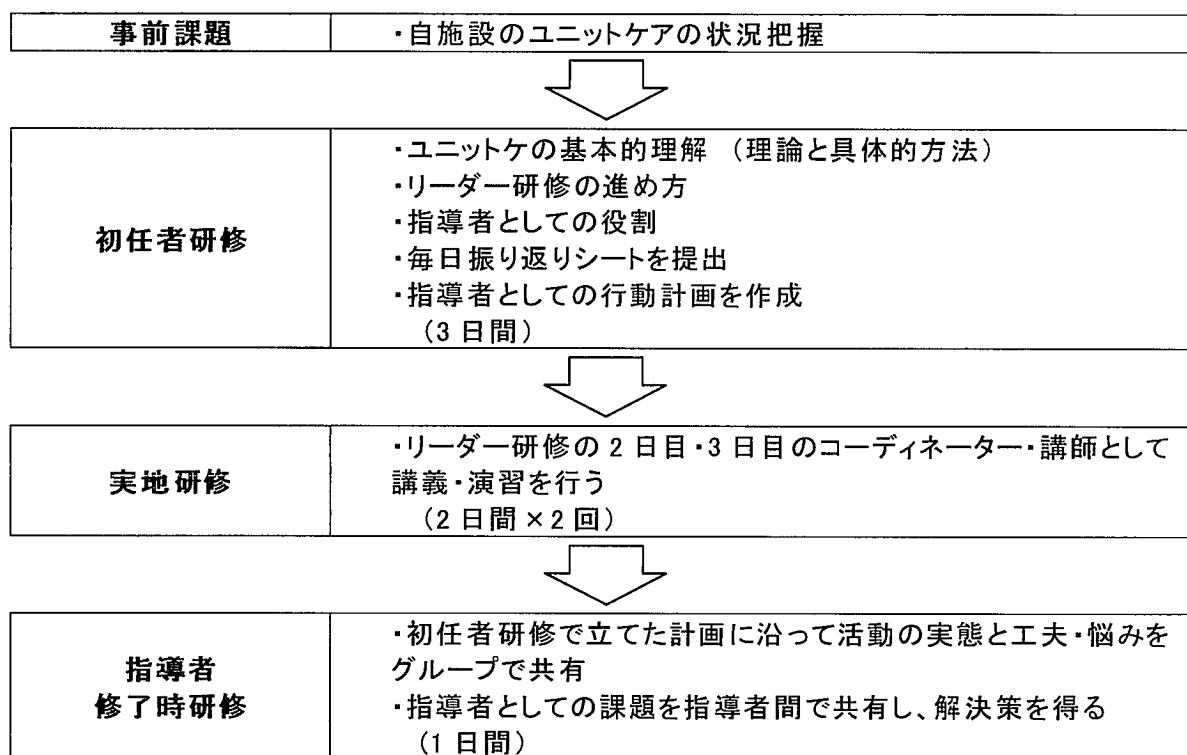 事前課題
・自施設のユニットケアの状況把握
初任者研修
・ユニットケの基本的理解 （理論と具体的方法）
・リーダー研修の進め方
・指導者としての役割
・毎日振り返りシートを提出
・指導者としての行動計画を作成
（3 日間）
実地研修
・リーダー研修の 2 日目・3 日目のコーディネーター・講師として
講義・演習を行う
（2 日間×2 回）
指導者
修了時研修
・初任者研修で立てた計画に沿って活動の実態と工夫・悩みを
グループで共有
・指導者としての課題を指導者間で共有し、解決策を得る
（1 日間）